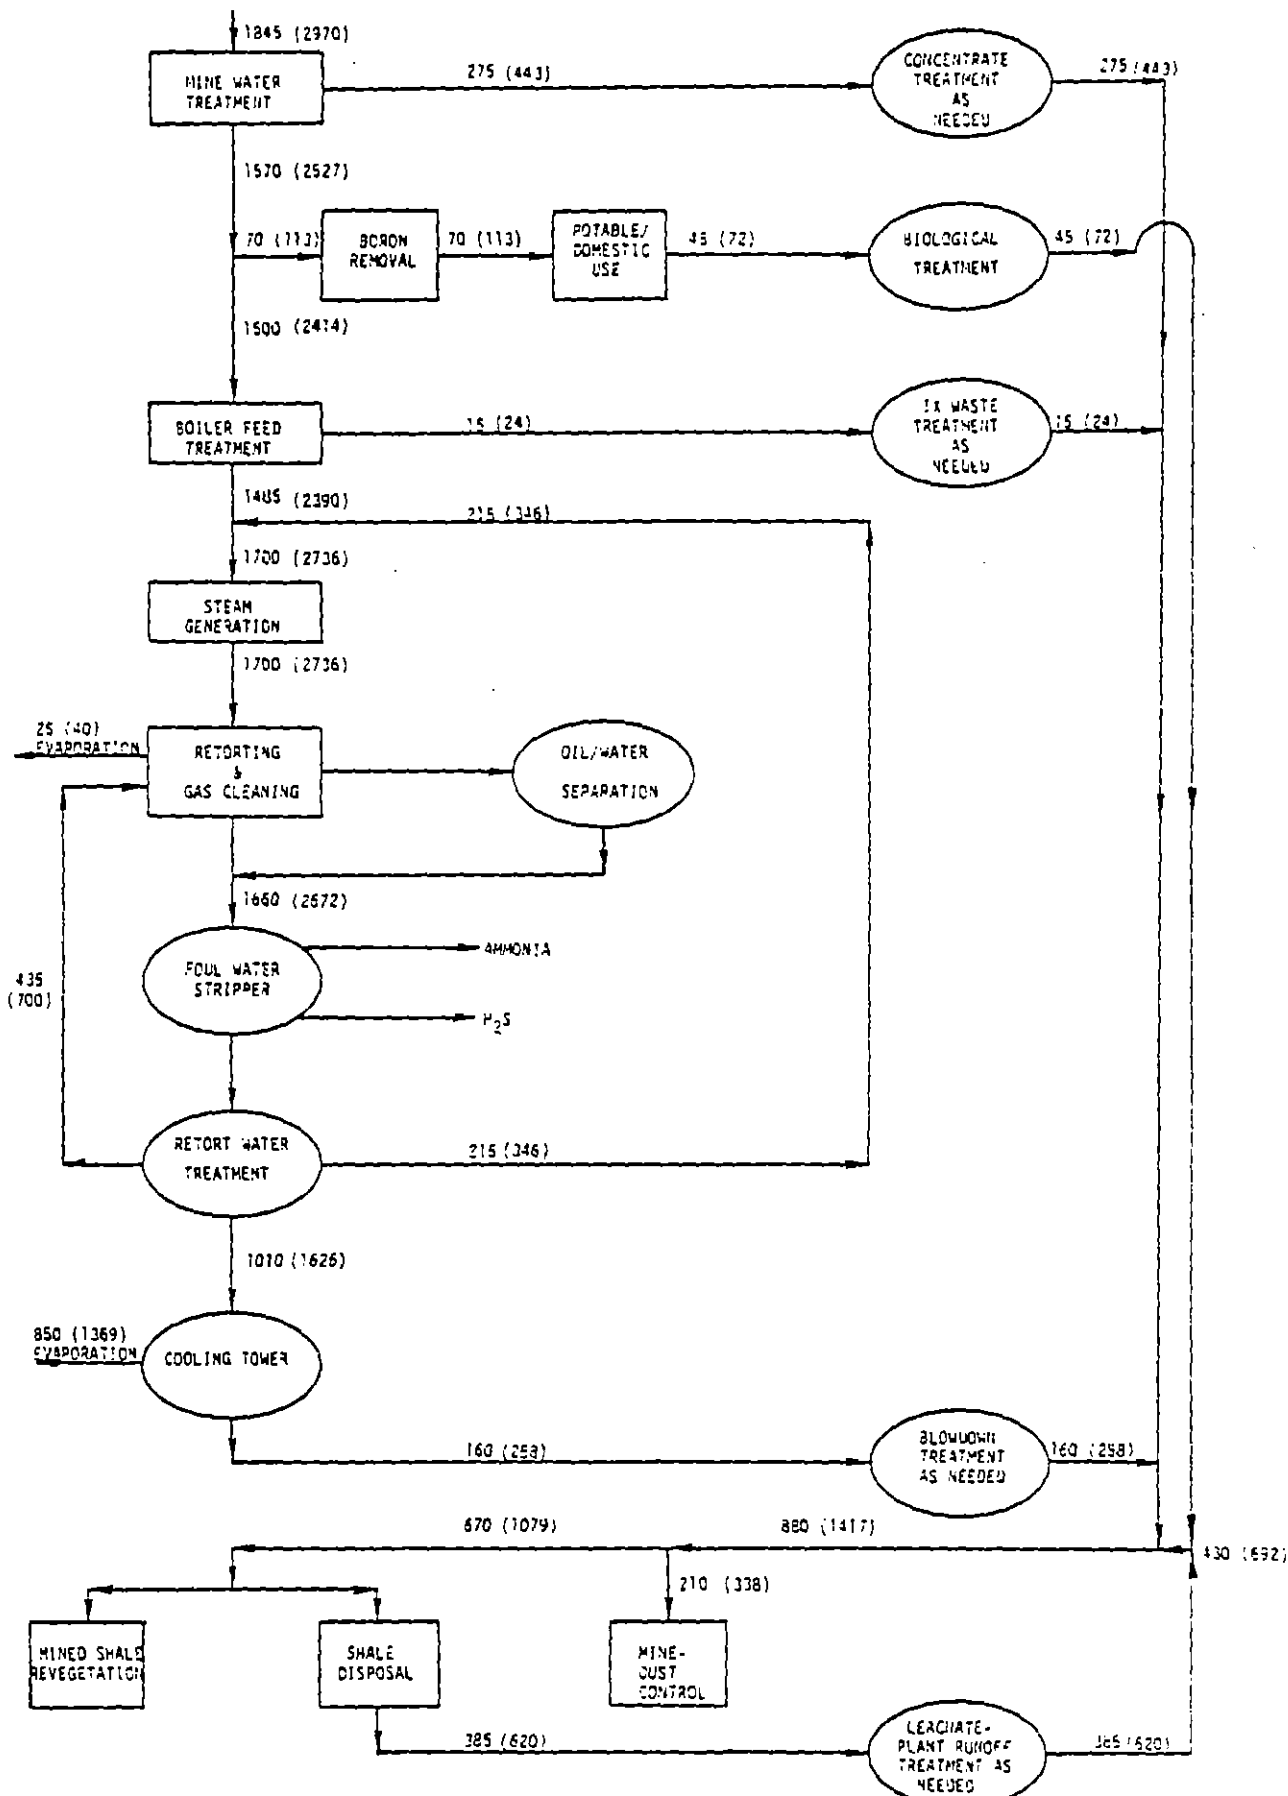 1845 (2970)
MINE WATER
TREATMENT
275 (443)
CONCENTRATE
TREATMENT
AS
NEEDED
275 (443)
1570 (2527)
70 (113)
BORON
REMOVAL
70 (113)
POTABLE/
DOMESTIC
USE
45 (72)
BIOLOGICAL
TREATMENT
45 (72)
1500 (2414)
BOILER FEED
TREATMENT
15 (24)
IX WASTE
TREATMENT
AS
NEEDED
15 (24)
1485 (2390)
215 (346)
1700 (2736)
STEAM
GENERATION
1700 (2736)
25 (40)
EVAPORATION
RETORTING
&
GAS CLEANING
OIL/WATER
SEPARATION
1660 (2672)
FOUL WATER
STRIPPER
AMMONIA
H2S
435
(700)
RETORT WATER
TREATMENT
215 (346)
1010 (1626)
850 (1369)
EVAPORATION
COOLING TOWER
160 (258)
BLOWDOWN
TREATMENT
AS NEEDED
160 (258)
670 (1079)
880 (1417)
430 (692)
210 (338)
MINED SHALE
REVEGETATION
SHALE
DISPOSAL
MINE-
DUST
CONTROL
385 (620)
LEACHATE-
PLANT RUNOFF
TREATMENT AS
NEEDED
385 (620)